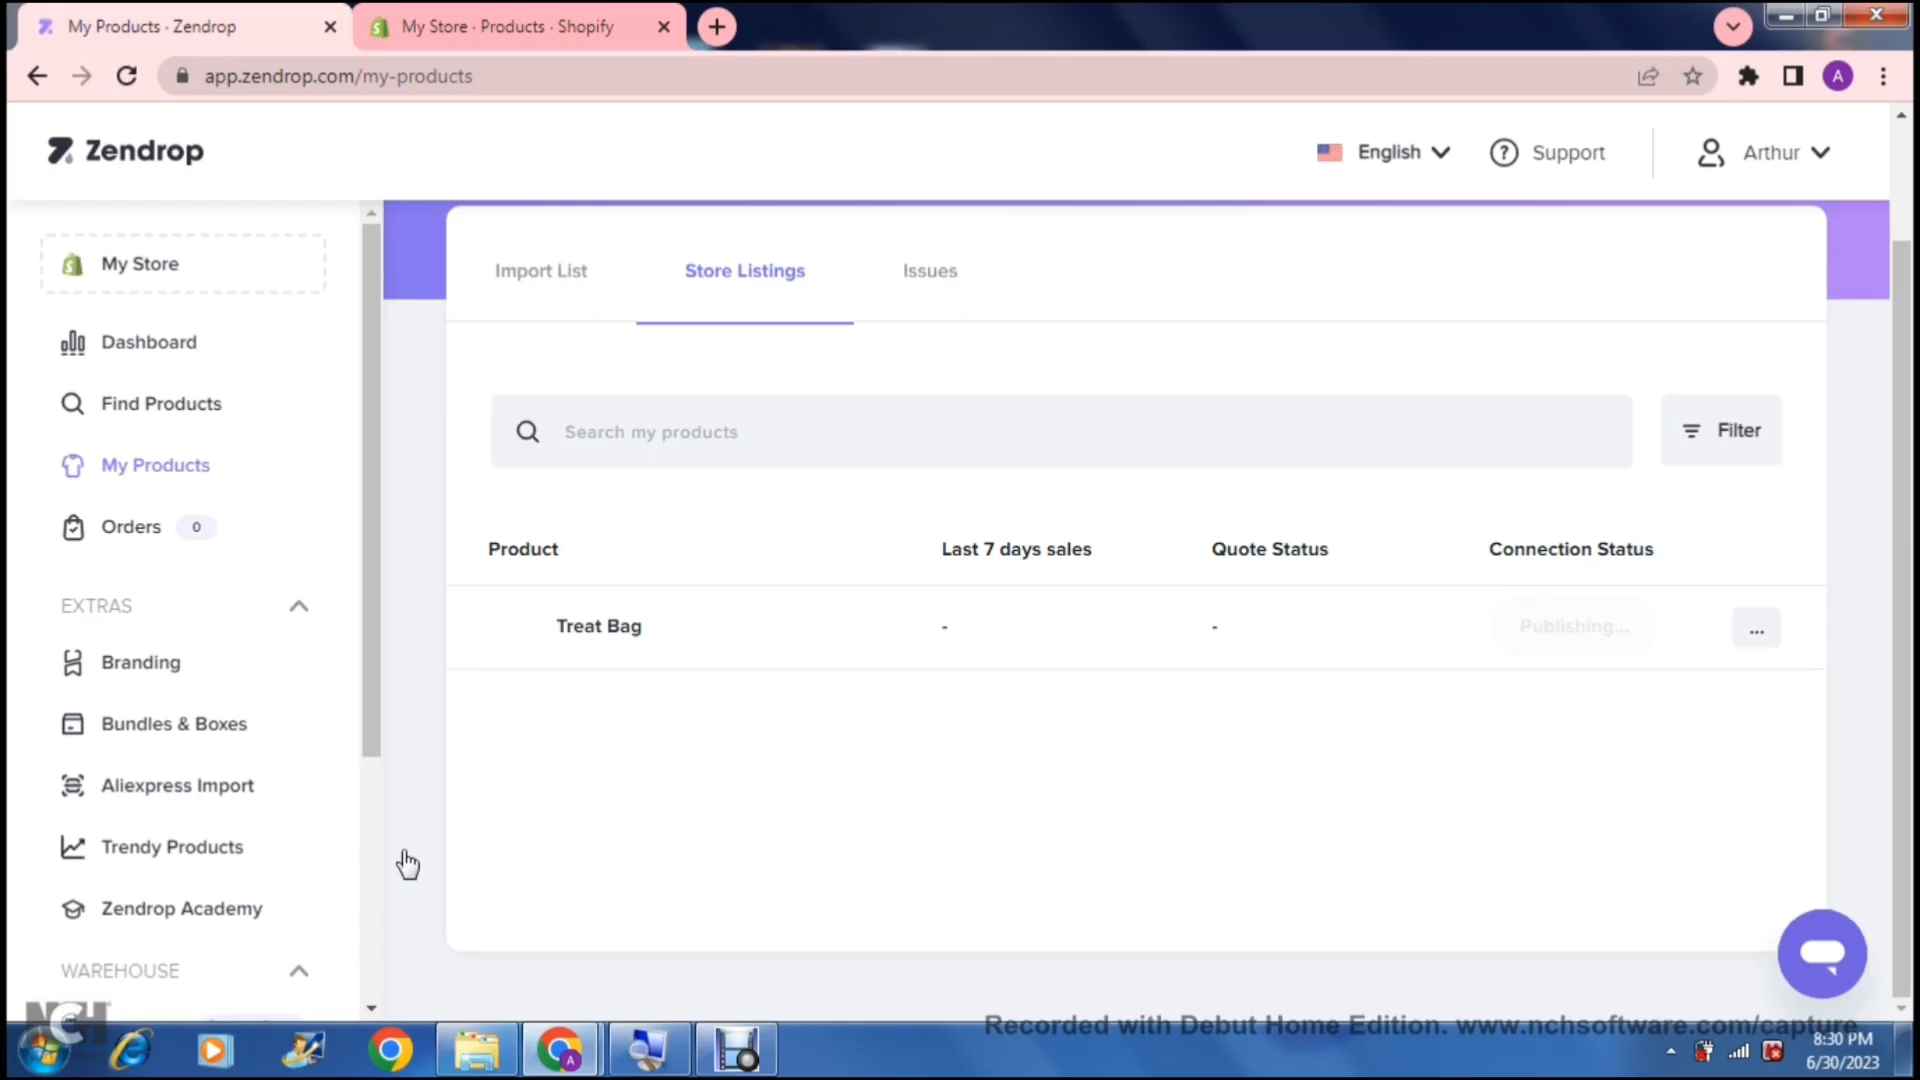 My Products · Zendrop
My Store · Products · Shopify
app.zendrop.com/my-products
A
Zendrop
English
Support
Arthur
My Store
Dashboard
Find Products
My Products
Orders 0
EXTRAS
Branding
Bundles & Boxes
Aliexpress Import
Trendy Products
Zendrop Academy
WAREHOUSE
Import List
Store Listings
Issues
Search my products
Filter
Product
Last 7 days sales
Quote Status
Connection Status
Treat Bag
-
-
Publishing...
...
NCH
Recorded with Debut Home Edition. www.nchsoftware.com/capture
A
8:30 PM
6/30/2023